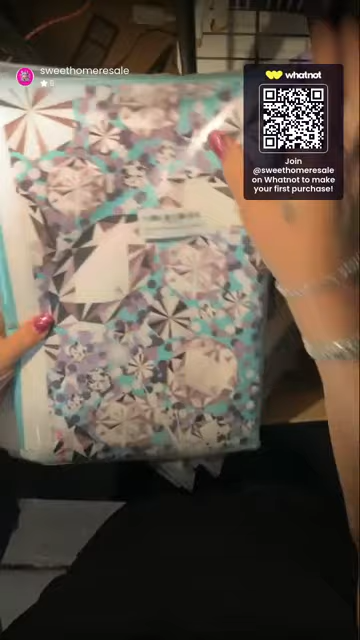 sweethomeresale
whatnot
Join
@sweethomeresale
on Whatnot to make
your first purchase!